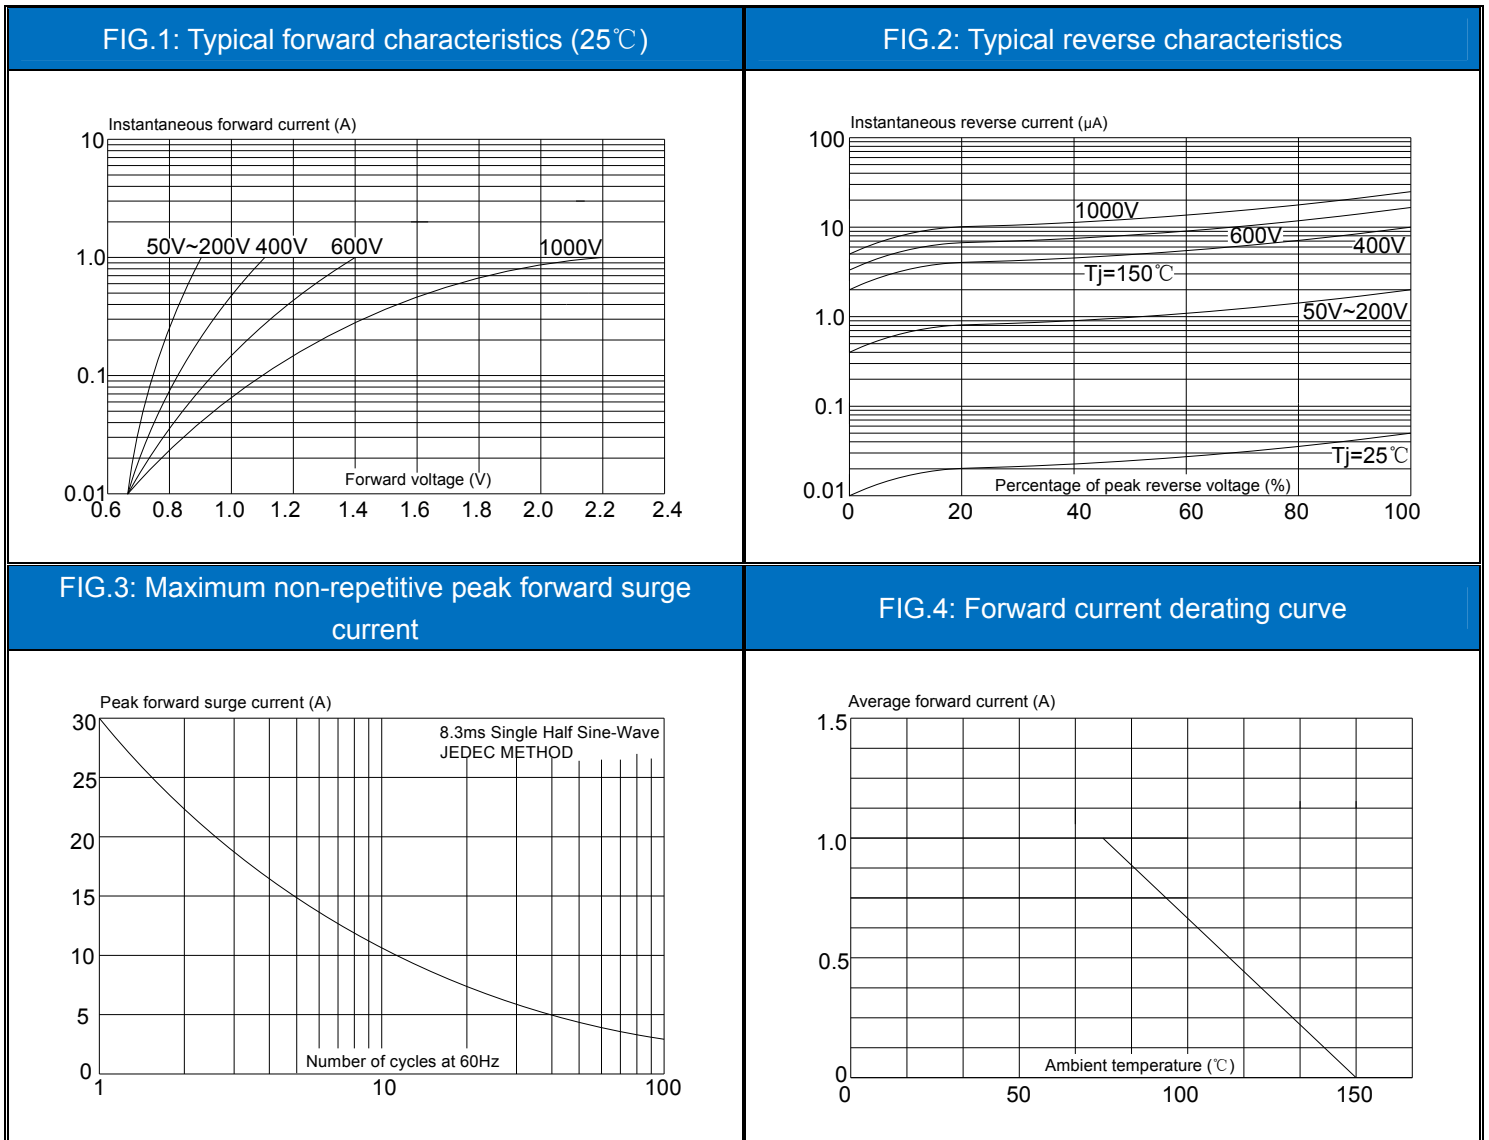 FIG.1: Typical forward characteristics (25℃)
FIG.2: Typical reverse characteristics
Instantaneous forward current (A)
10
50V~200V 400V 600V 1000V
1.0
0.1
Forward voltage (V)
0.01
0.6 0.8 1.0 1.2 1.4 1.6 1.8 2.0 2.2 2.4
Instantaneous reverse current (μA)
100
1000V
10
600V
400V
Tj=150℃
1.0
50V~200V
0.1
Tj=25℃
0.01
Percentage of peak reverse voltage (%)
0 20 40 60 80 100
FIG.3: Maximum non-repetitive peak forward surge
current
FIG.4: Forward current derating curve
Peak forward surge current (A)
30
8.3ms Single Half Sine-Wave
JEDEC METHOD
25
20
15
10
5
Number of cycles at 60Hz
0
1 10 100
Average forward current (A)
1.5
1.0
0.5
Ambient temperature (℃)
0
0 50 100 150